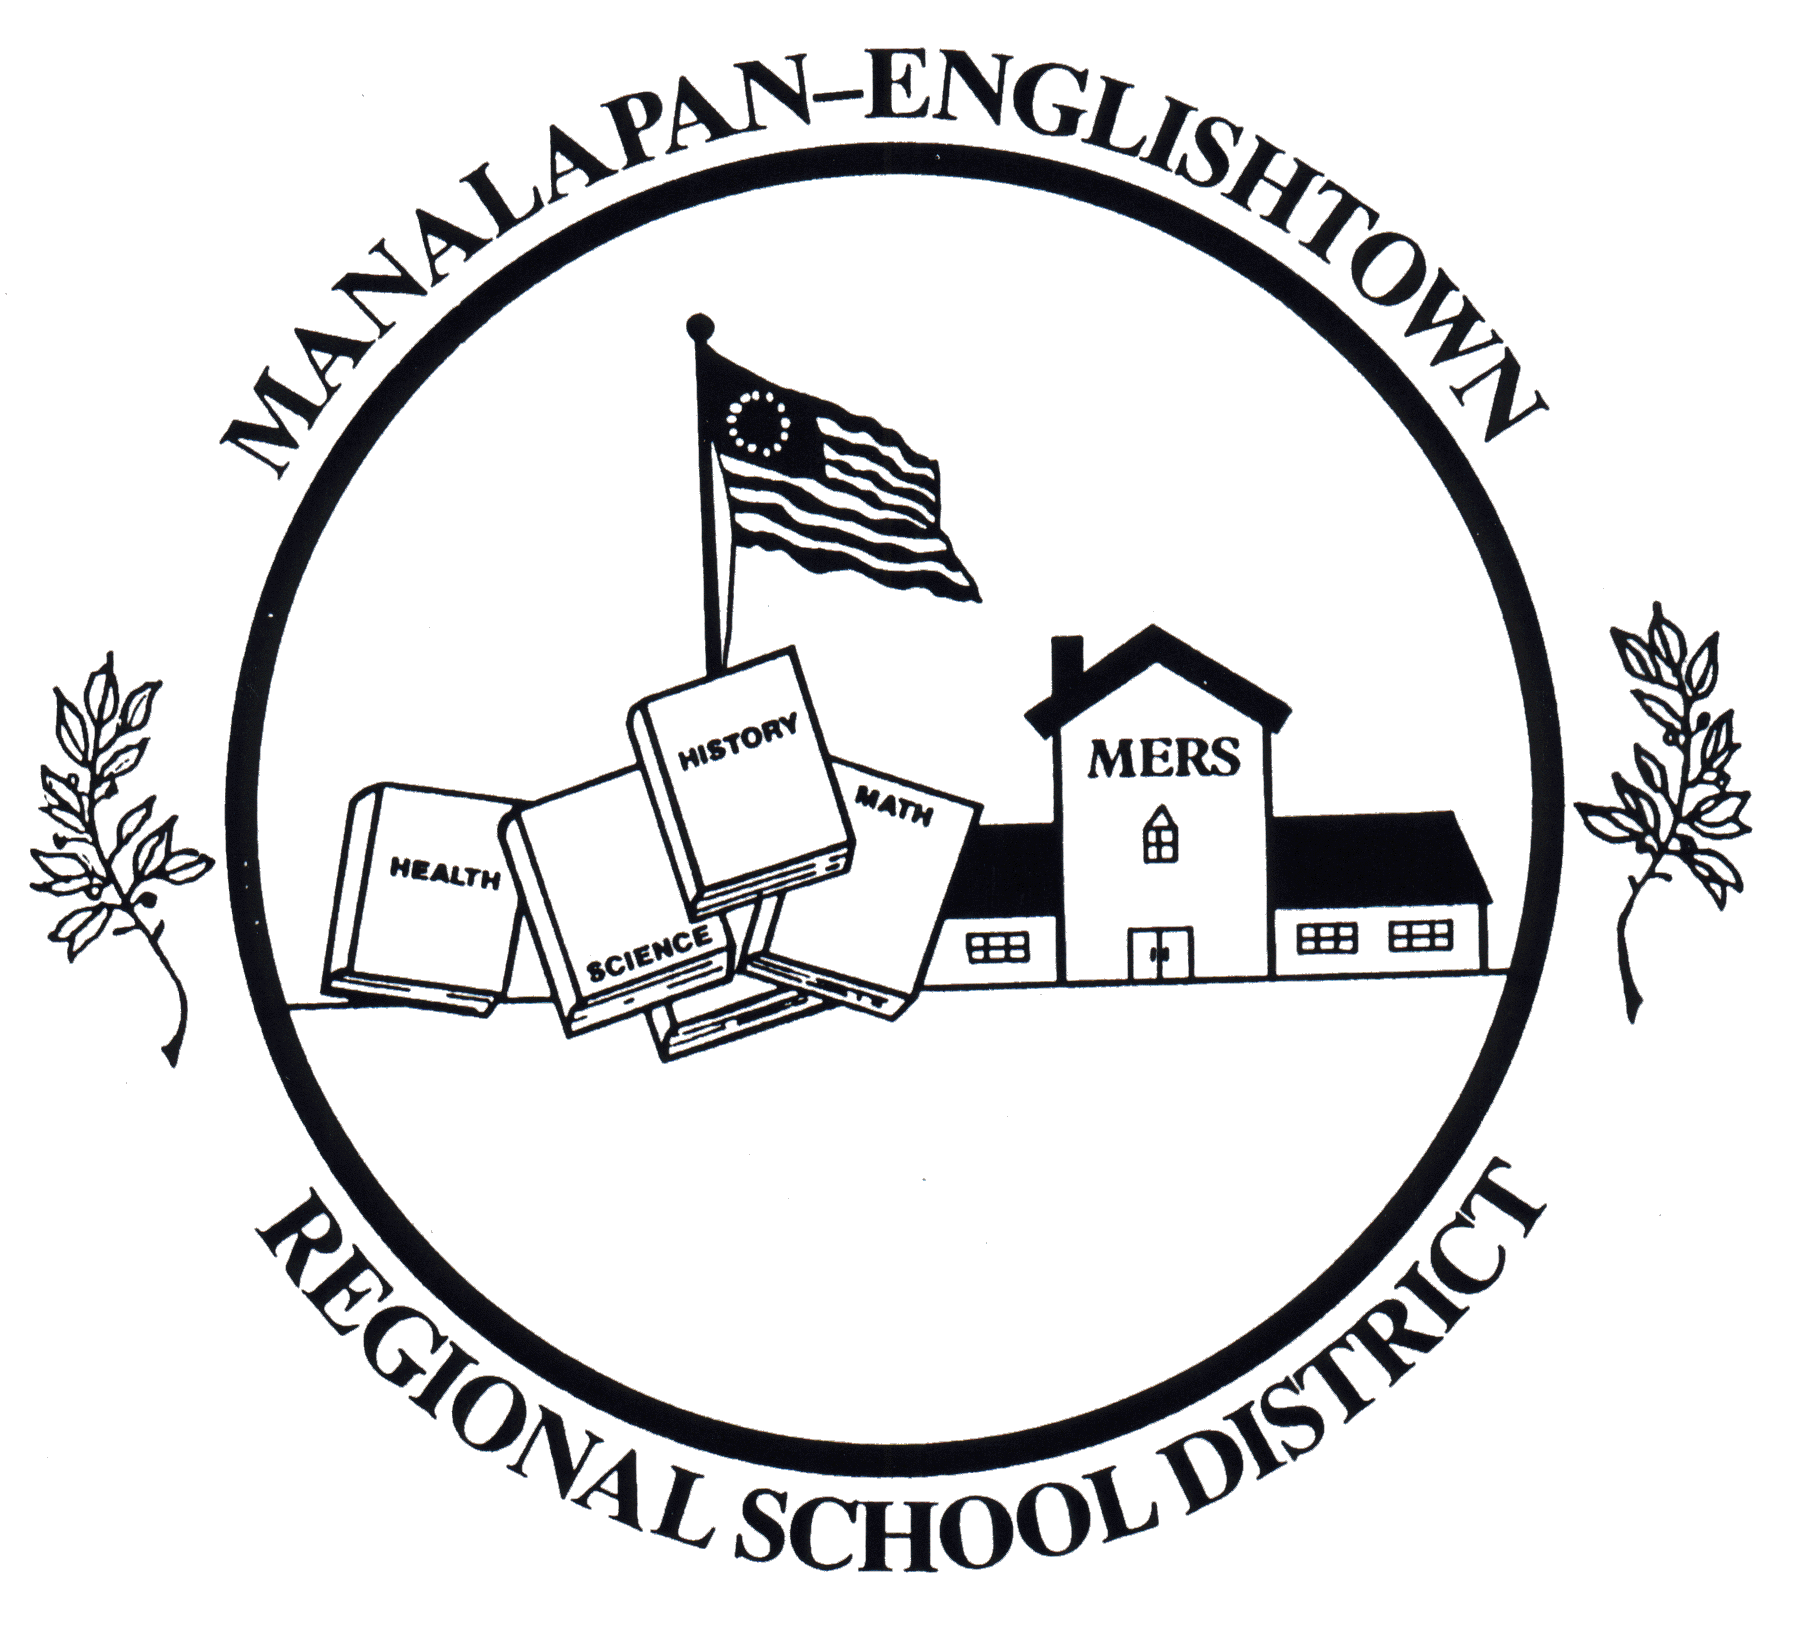 MANALAPAN–ENGLISHTOWN
HISTORY
MERS
MATH
HEALTH
SCIENCE
REGIONAL SCHOOL DISTRICT